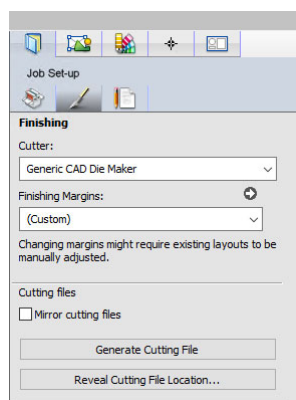 Job Set-up
Finishing
Cutter:
Generic CAD Die Maker
Finishing Margins:
(Custom)
Changing margins might require existing layouts to be
manually adjusted.
Cutting files
Mirror cutting files
Generate Cutting File
Reveal Cutting File Location...